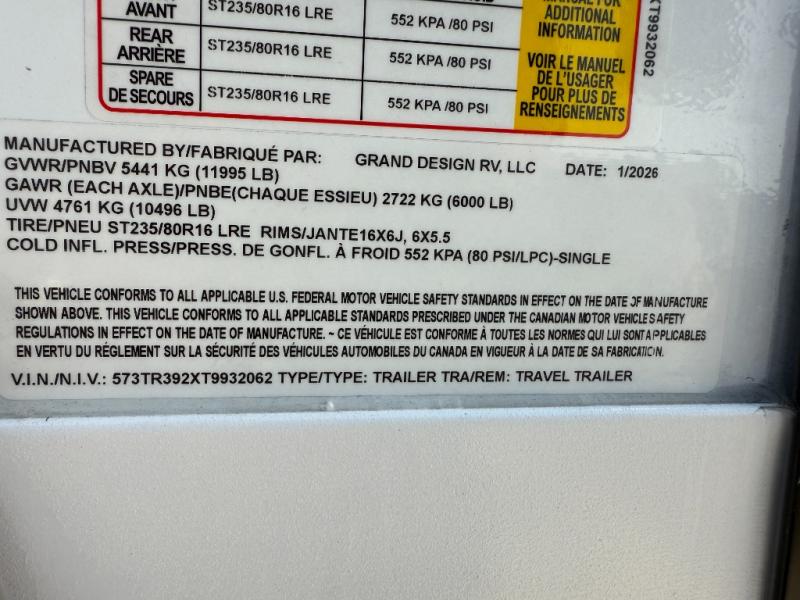 AVANT ST235/80R16 LRE 552 KPA /80 PSI
REAR
ARRIÈRE ST235/80R16 LRE 552 KPA /80 PSI
SPARE
DE SECOURS ST235/80R16 LRE 552 KPA /80 PSI
MANUAL FOR
ADDITIONAL
INFORMATION
VOIR LE MANUEL
DE L'USAGER
POUR PLUS DE
RENSEIGNEMENTS
XT9932062
MANUFACTURED BY/FABRIQUÉ PAR: GRAND DESIGN RV, LLC DATE: 1/2026
GVWR/PNBV 5441 KG (11995 LB)
GAWR (EACH AXLE)/PNBE(CHAQUE ESSIEU) 2722 KG (6000 LB)
UVW 4761 KG (10496 LB)
TIRE/PNEU ST235/80R16 LRE RIMS/JANTE16X6J, 6X5.5
COLD INFL. PRESS/PRESS. DE GONFL. À FROID 552 KPA (80 PSI/LPC)-SINGLE
THIS VEHICLE CONFORMS TO ALL APPLICABLE U.S. FEDERAL MOTOR VEHICLE SAFETY STANDARDS IN EFFECT ON THE DATE OF MANUFACTURE
SHOWN ABOVE. THIS VEHICLE CONFORMS TO ALL APPLICABLE STANDARDS PRESCRIBED UNDER THE CANADIAN MOTOR VEHICLE SAFETY
REGULATIONS IN EFFECT ON THE DATE OF MANUFACTURE. ~ CE VÉHICULE EST CONFORME À TOUTES LES NORMES QUI LUI SONT APPLICABLES
EN VERTU DU RÉGLEMENT SUR LA SÉCURITÉ DES VÉHICULES AUTOMOBILES DU CANADA EN VIGUEUR À LA DATE DE SA FABRICATION.
V.I.N./N.I.V.: 573TR392XT9932062 TYPE/TYPE: TRAILER TRA/REM: TRAVEL TRAILER